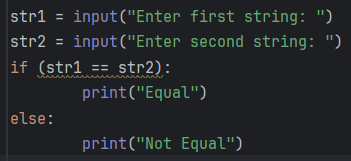 str1 = input("Enter first string: ")
str2 = input("Enter second string: ")
if (str1 == str2):
        print("Equal")
else:
        print("Not Equal")